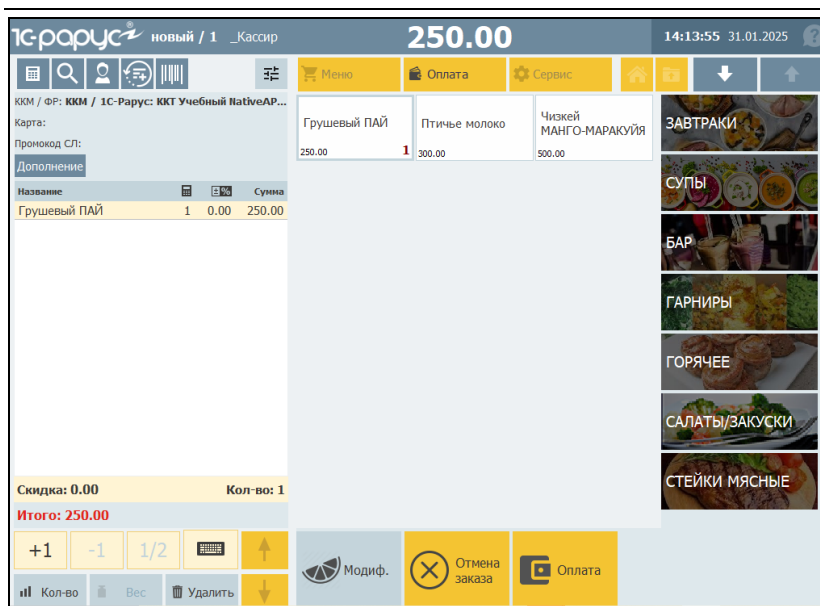 1С-рарус новый / 1 _Кассир 250.00 14:13:55 31.01.2025
Меню Оплата Сервис
ККМ / ФР: ККМ / 1С-Рарус: ККТ Учебный NativeAP...
Карта:
Промокод СЛ:
Дополнение
Название Сумма
Грушевый ПАЙ 1 0.00 250.00
Скидка: 0.00 Кол-во: 1
Итого: 250.00
+1 -1 1/2
Кол-во Вес Удалить
Грушевый ПАЙ
250.00 1
Птичье молоко
300.00
Чизкей
МАНГО-МАРАКУЙЯ
500.00
ЗАВТРАКИ
СУПЫ
БАР
ГАРНИРЫ
ГОРЯЧЕЕ
САЛАТЫ/ЗАКУСКИ
СТЕЙКИ МЯСНЫЕ
Модиф.
Отмена
заказа
Оплата